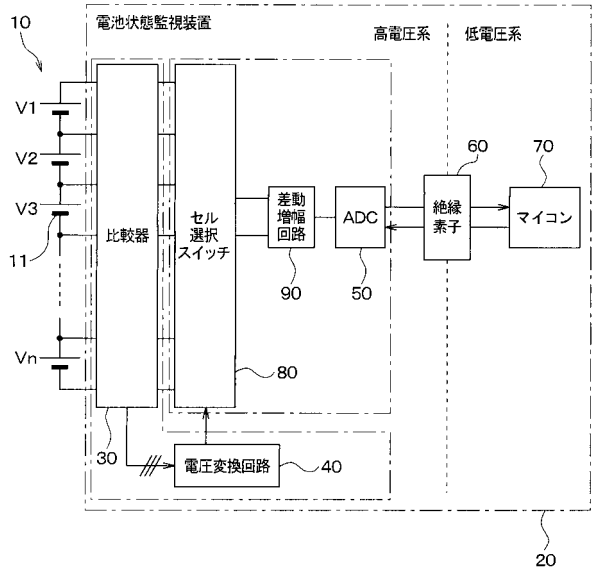 電池状態監視装置
10
高電圧系
低電圧系
V1
V2
V3
11
Vn
比較器
セル
選択
スイッチ
差動
増幅
回路
90
ADC
50
60
絶縁
素子
70
マイコン
80
30
電圧変換回路
40
20